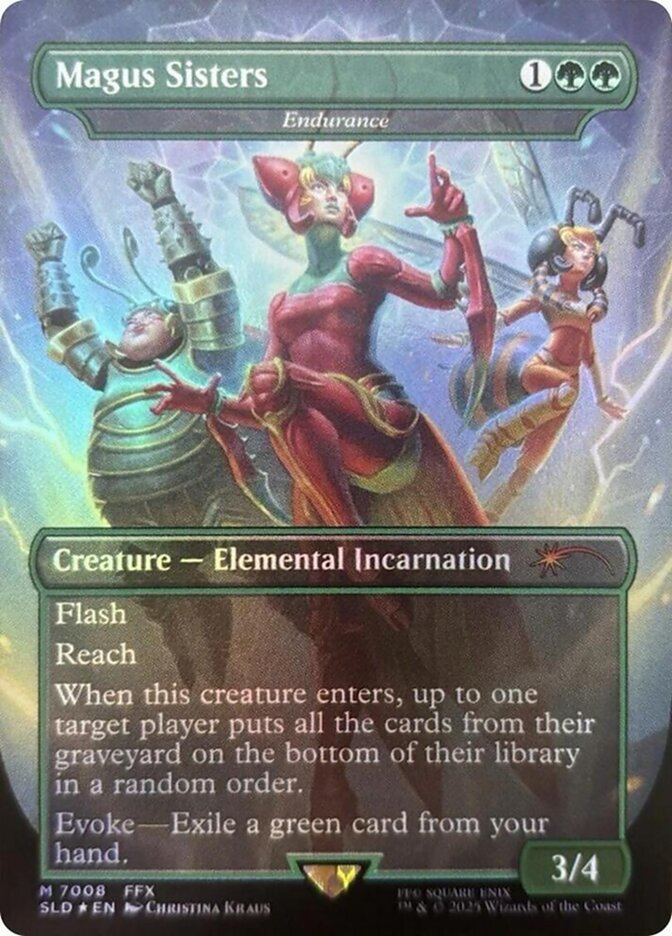 Magus Sisters 1
Endurance
Creature — Elemental Incarnation
Flash
Reach
When this creature enters, up to one
target player puts all the cards from their
graveyard on the bottom of their library
in a random order.
Evoke—Exile a green card from your
hand.
3/4
M 7008 FFX
SLD ★ EN Christina Kraus
SQUARE ENIX
™ & © 2025 Wizards of the Coast